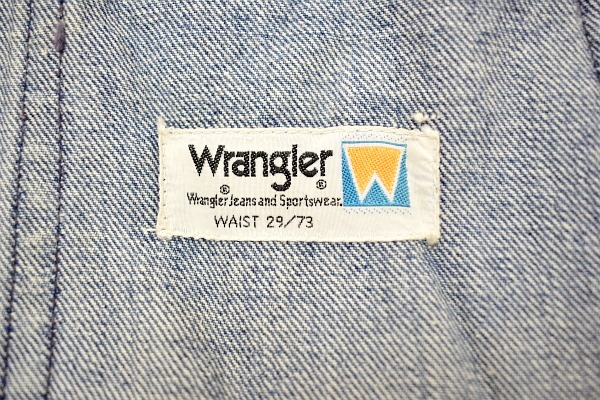 Wrangler
®
®
Wrangler Jeans and Sportswear.
WAIST 29/73